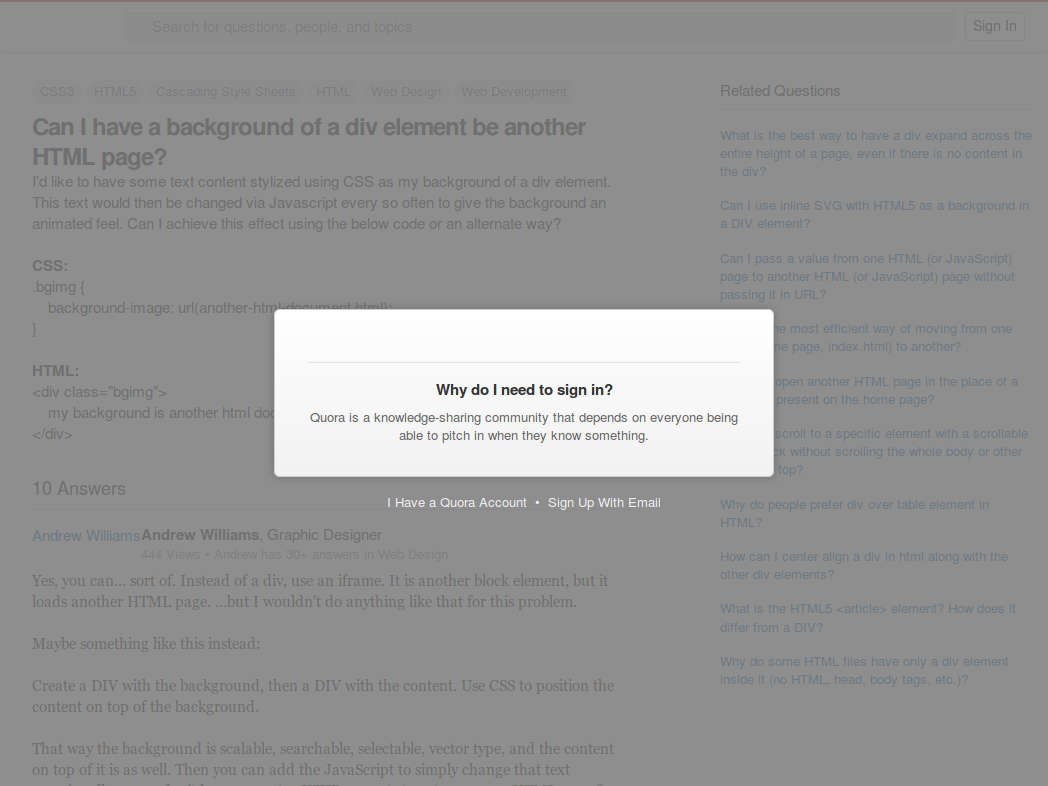 Search for questions, people, and topics
Sign In
CSS3 HTML5 Cascading Style Sheets HTML Web Design Web Development
Can I have a background of a div element be another
HTML page?
I'd like to have some text content stylized using CSS as my background of a div element.
This text would then be changed via Javascript every so often to give the background an
animated feel. Can I achieve this effect using the below code or an alternate way?
CSS:
.bgimg {
background-image: url(another-html-document.html);
}
HTML:
<div class="bgimg">
my background is another html
</div>
10 Answers
Andrew Williams Andrew Williams, Graphic Designer
444 Views • Andrew has 30+ answers in Web Design
Yes, you can... sort of. Instead of a div, use an iframe. It is another block element, but it
loads another HTML page. ...but I wouldn't do anything like that for this problem.
Maybe something like this instead:
Create a DIV with the background, then a DIV with the content. Use CSS to position the
content on top of the background.
That way the background is scalable, searchable, selectable, vector type, and the content
on top of it is as well. Then you can add the JavaScript to simply change that text
Why do I need to sign in?
Quora is a knowledge-sharing community that depends on everyone being
able to pitch in when they know something.
I Have a Quora Account • Sign Up With Email
Related Questions
What is the best way to have a div expand across the
entire height of a page, even if there is no content in
the div?
Can I use inline SVG with HTML5 as a background in
a DIV element?
Can I pass a value from one HTML (or JavaScript)
page to another HTML (or JavaScript) page without
passing it in URL?
most efficient way of moving from one
page, index.html) to another?
open another HTML page in the place of a
present on the home page?
scroll to a specific element with a scrollable
without scrolling the whole body or other
top?
Why do people prefer div over table element in
HTML?
How can I center align a div in html along with the
other div elements?
What is the HTML5 <article> element? How does it
differ from a DIV?
Why do some HTML files have only a div element
inside it (no HTML, head, body tags, etc.)?